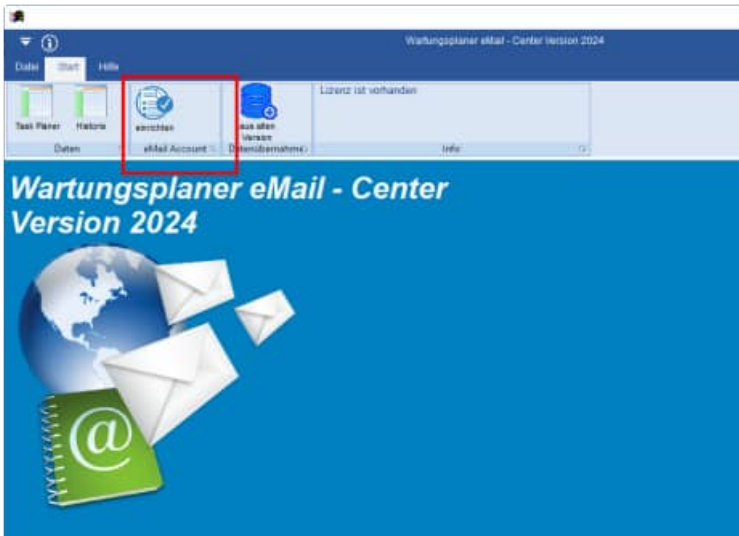 Wartungsplaner eMail - Center Version 2024
Datei Start Hilfe
Lizenz ist vorhanden
Task Planer Historie einrichten aus alten
Version
Daten eMail Account Datenübernahme Info
Wartungsplaner eMail - Center
Version 2024
@